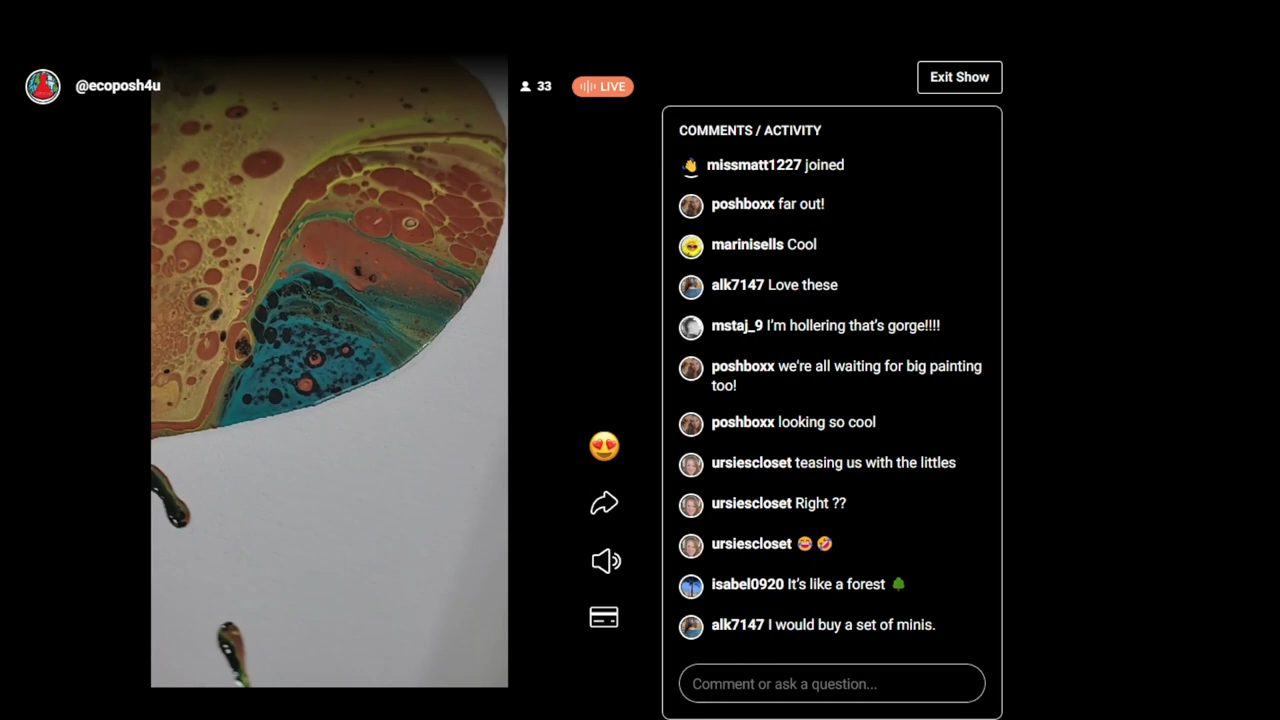 @ecoposh4u
33
LIVE
Exit Show
COMMENTS / ACTIVITY
missmatt1227 joined
poshboxx far out!
marinisells Cool
alk7147 Love these
mstaj_9 I'm hollering that's gorge!!!!
poshboxx we're all waiting for big painting
too!
poshboxx looking so cool
ursiescloset teasing us with the littles
ursiescloset Right ??
ursiescloset 😂 🤣
isabel0920 It's like a forest 🌳
alk7147 I would buy a set of minis.
Comment or ask a question...